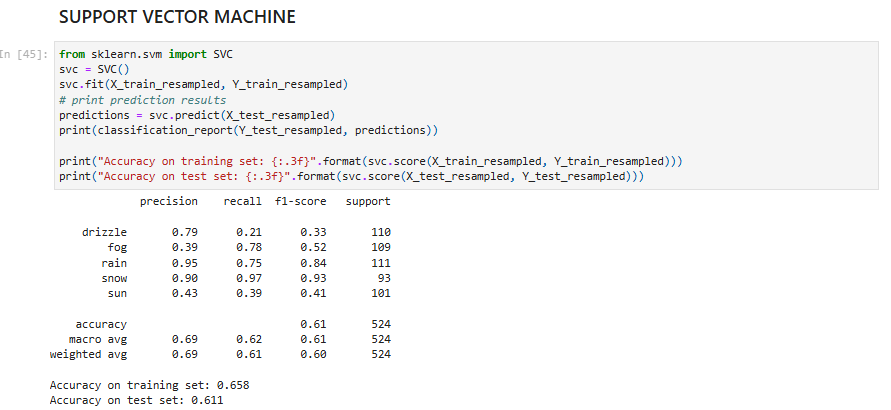 SUPPORT VECTOR MACHINE
In [45]: from sklearn.svm import SVC
svc = SVC()
svc.fit(X_train_resampled, Y_train_resampled)
# print prediction results
predictions = svc.predict(X_test_resampled)
print(classification_report(Y_test_resampled, predictions))
print("Accuracy on training set: {:.3f}".format(svc.score(X_train_resampled, Y_train_resampled)))
print("Accuracy on test set: {:.3f}".format(svc.score(X_test_resampled, Y_test_resampled)))
precision recall f1-score support
drizzle 0.79 0.21 0.33 110
fog 0.39 0.78 0.52 109
rain 0.95 0.75 0.84 111
snow 0.90 0.97 0.93 93
sun 0.43 0.39 0.41 101
accuracy 0.61 524
macro avg 0.69 0.62 0.61 524
weighted avg 0.69 0.61 0.60 524
Accuracy on training set: 0.658
Accuracy on test set: 0.611